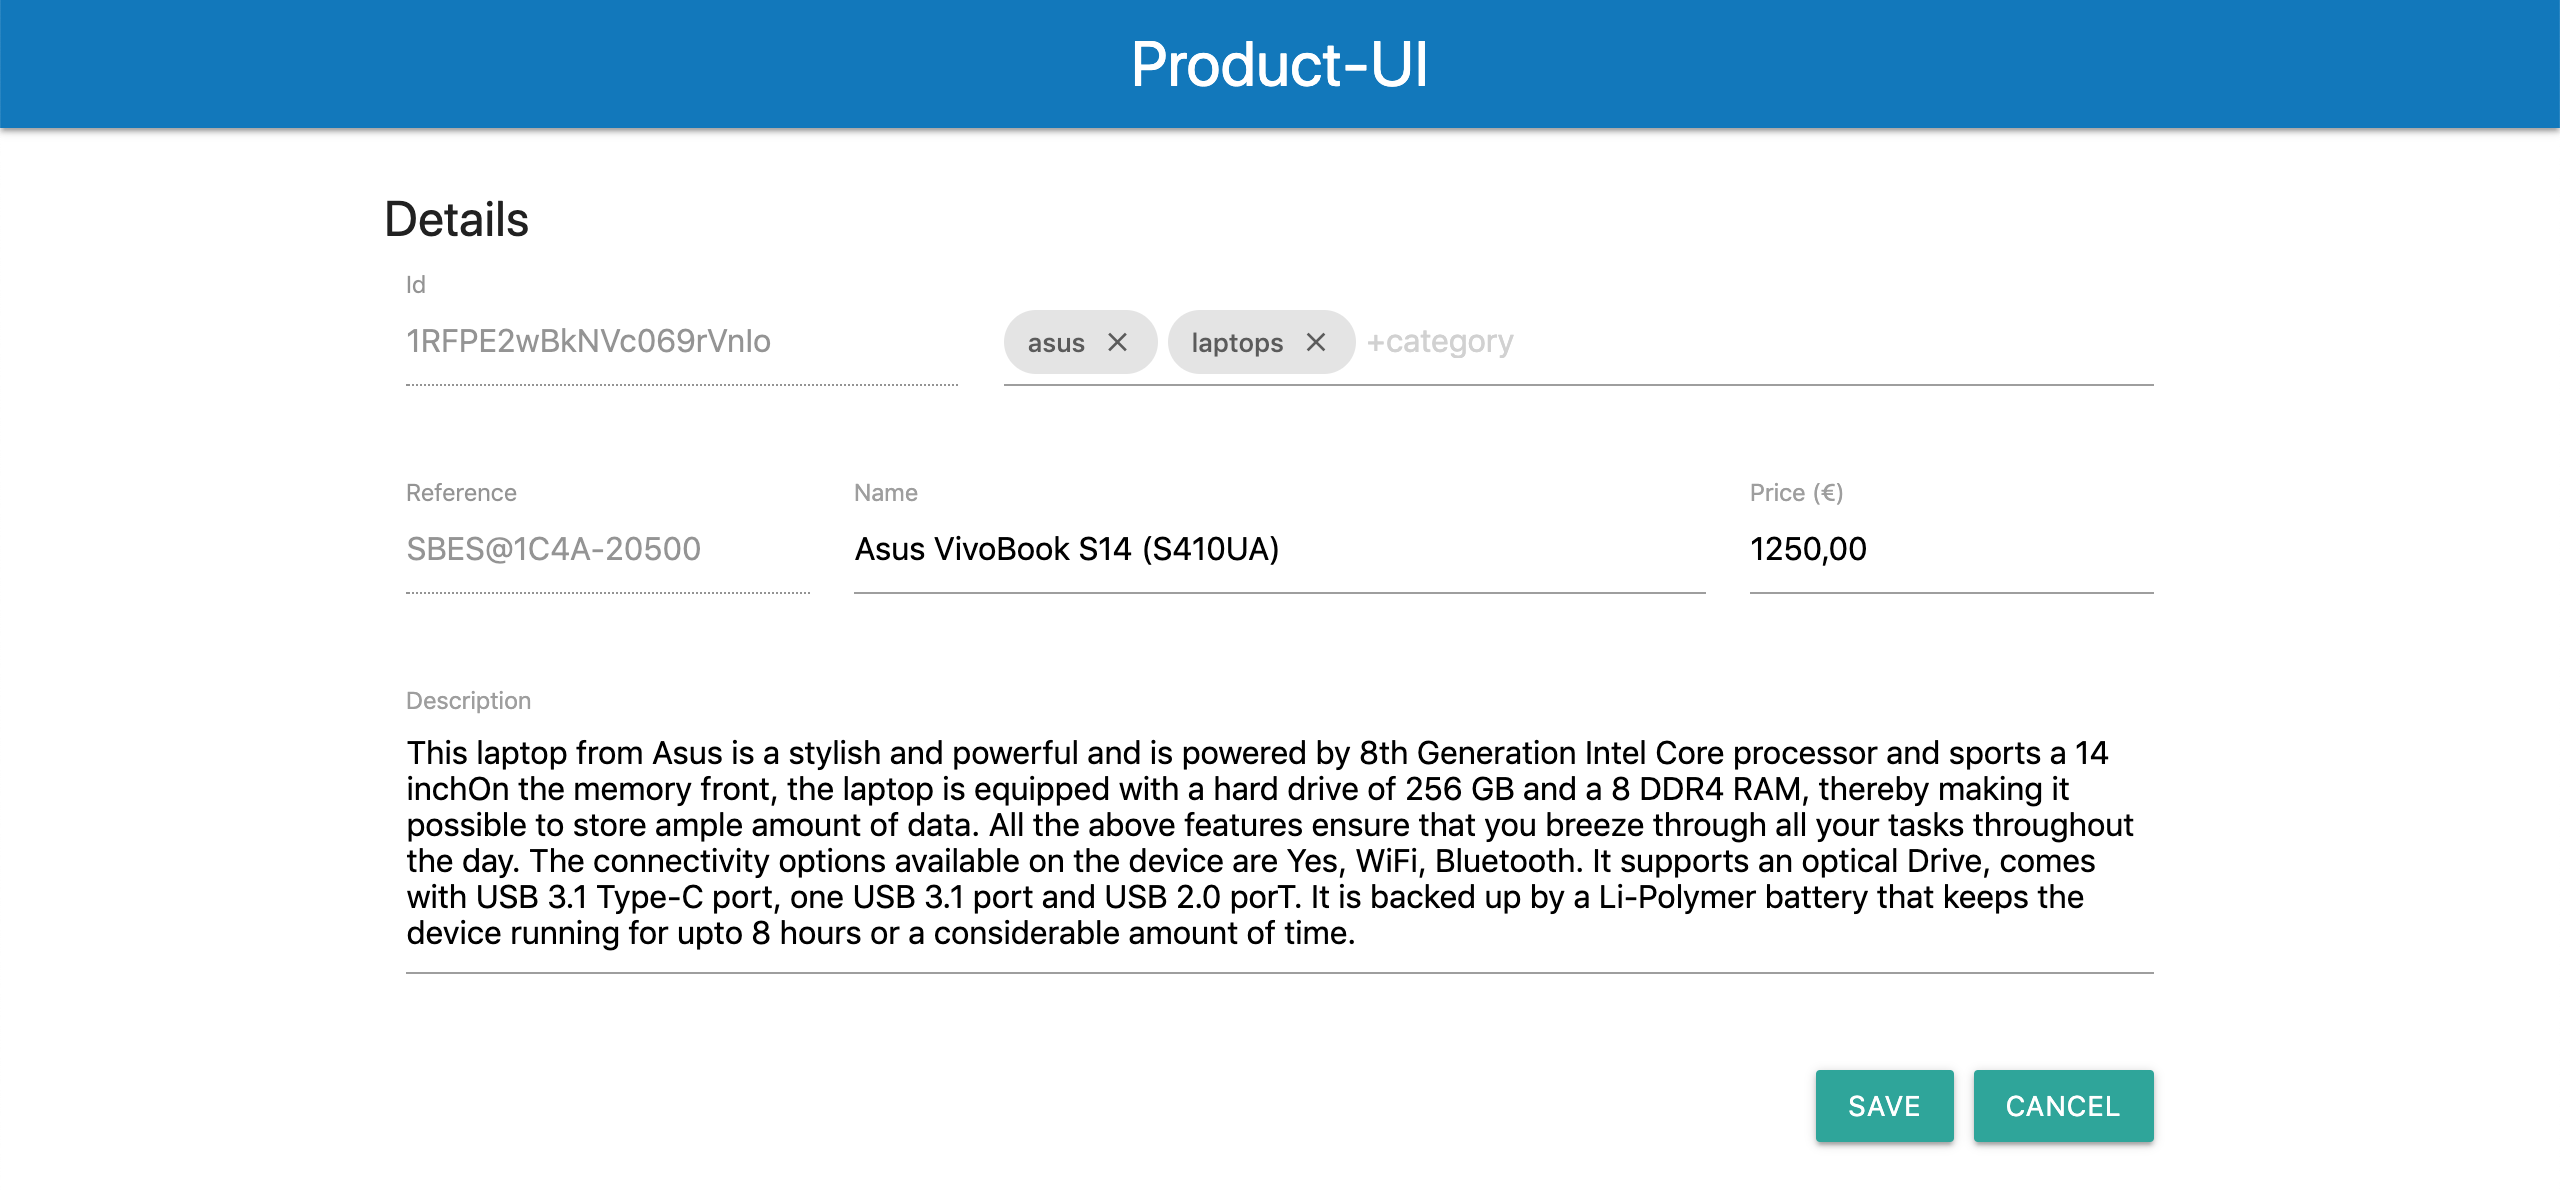 Product-UI
Details
Id
1RFPE2wBkNVc069rVnlo
asus
laptops
+category
Reference
SBES@1C4A-20500
Name
Asus VivoBook S14 (S410UA)
Price (€)
1250,00
Description
This laptop from Asus is a stylish and powerful and is powered by 8th Generation Intel Core processor and sports a 14
inchOn the memory front, the laptop is equipped with a hard drive of 256 GB and a 8 DDR4 RAM, thereby making it
possible to store ample amount of data. All the above features ensure that you breeze through all your tasks throughout
the day. The connectivity options available on the device are Yes, WiFi, Bluetooth. It supports an optical Drive, comes
with USB 3.1 Type-C port, one USB 3.1 port and USB 2.0 porT. It is backed up by a Li-Polymer battery that keeps the
device running for upto 8 hours or a considerable amount of time.
SAVE
CANCEL